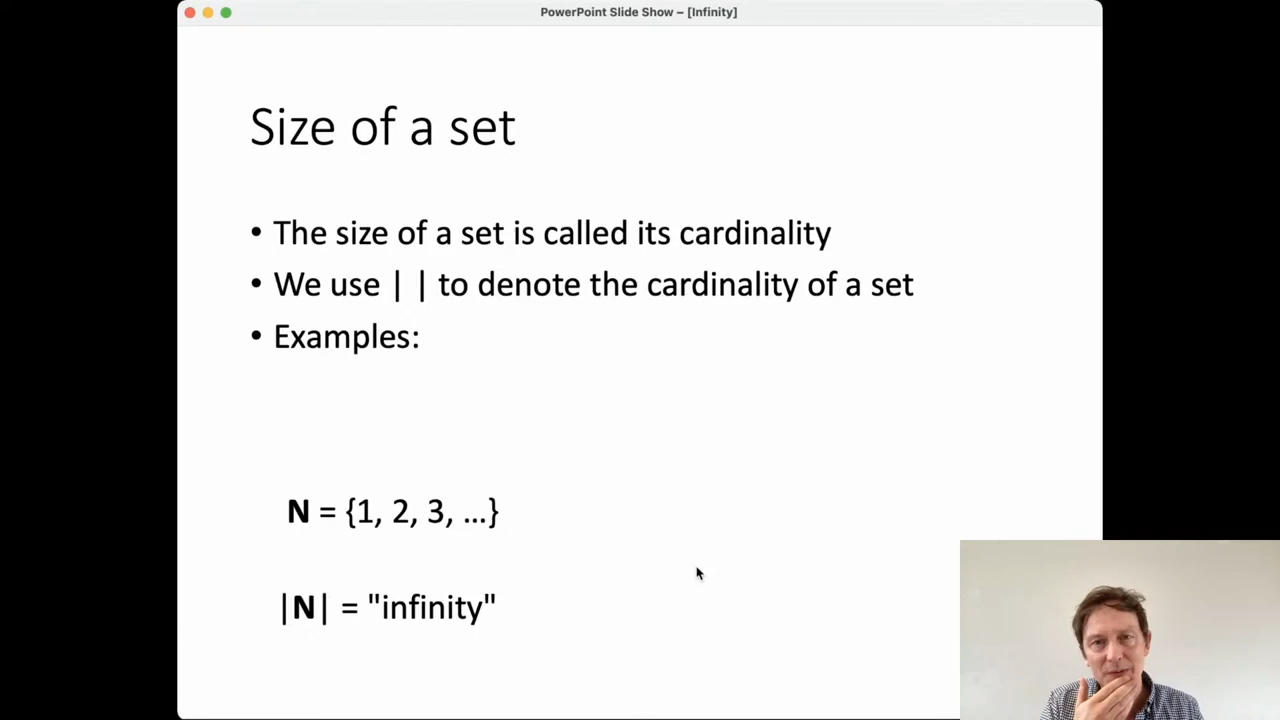 PowerPoint Slide Show – [Infinity]
Size of a set
• The size of a set is called its cardinality
• We use | | to denote the cardinality of a set
• Examples:
N = {1, 2, 3, …}
|N| = "infinity"